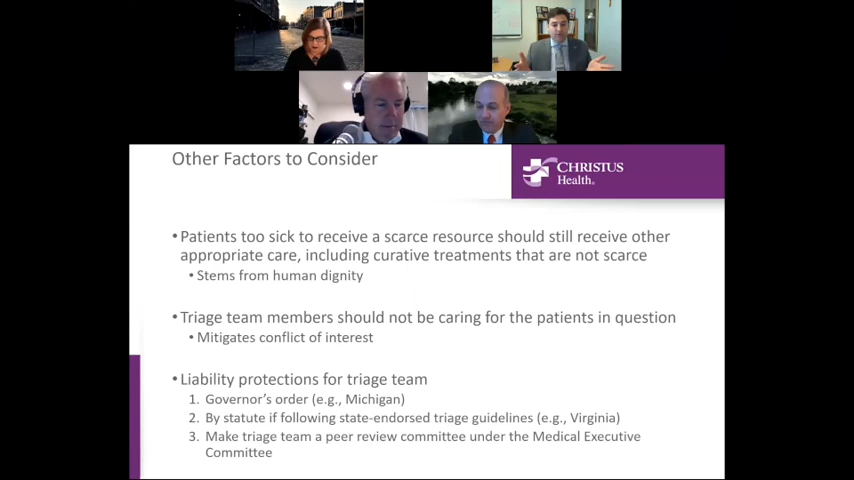 Other Factors to Consider
CHRISTUS
Health.
•Patients too sick to receive a scarce resource should still receive other
appropriate care, including curative treatments that are not scarce
•Stems from human dignity
•Triage team members should not be caring for the patients in question
•Mitigates conflict of interest
•Liability protections for triage team
1. Governor's order (e.g., Michigan)
2. By statute if following state-endorsed triage guidelines (e.g., Virginia)
3. Make triage team a peer review committee under the Medical Executive
Committee